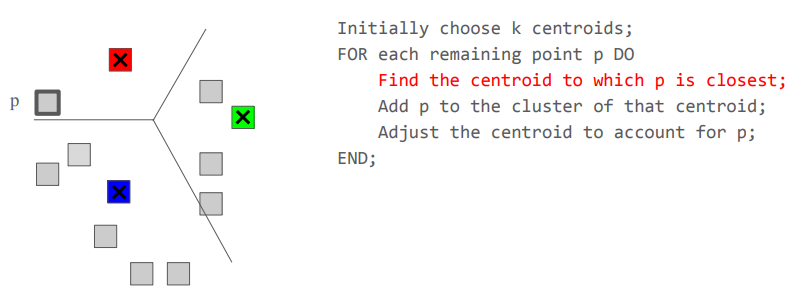 p
Initially choose k centroids;
FOR each remaining point p DO
Find the centroid to which p is closest;
Add p to the cluster of that centroid;
Adjust the centroid to account for p;
END;